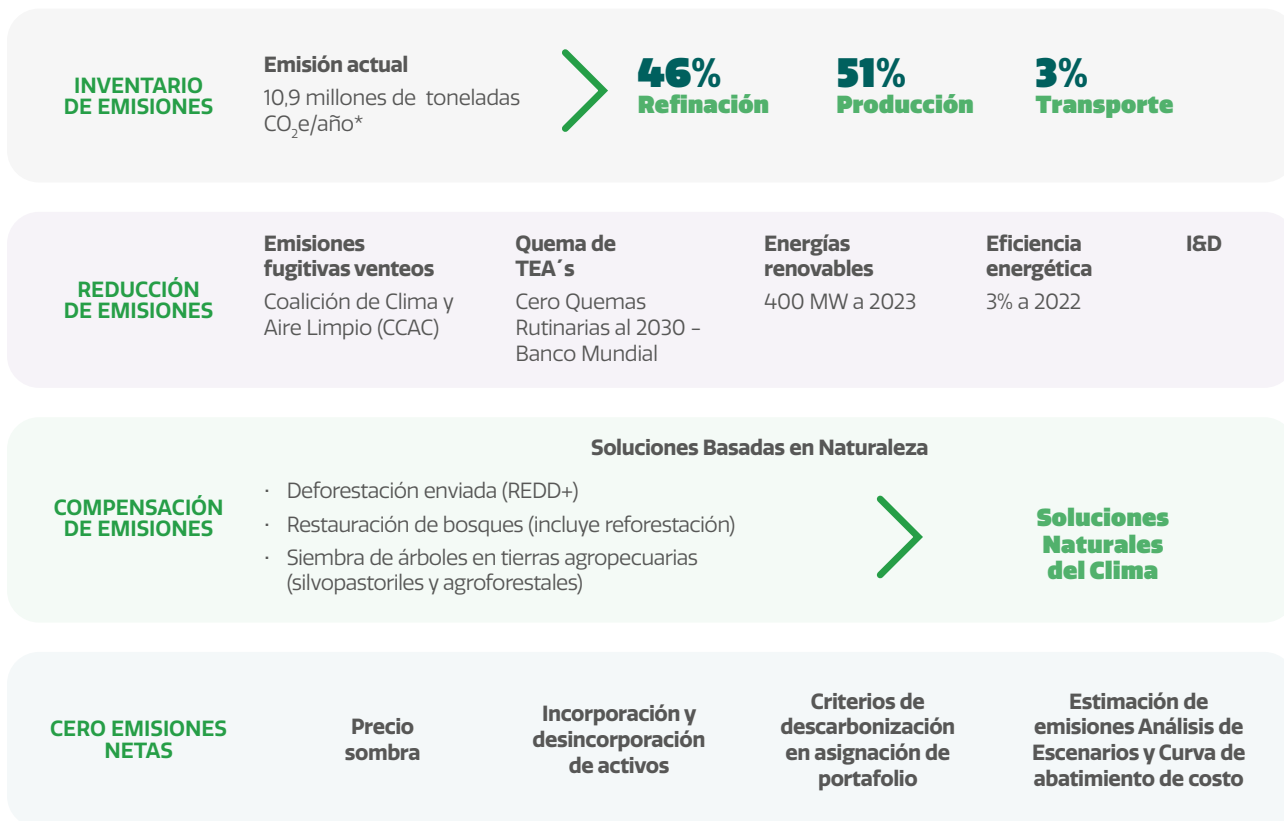 INVENTARIO
DE EMISIONES
Emisión actual
10,9 millones de toneladas
CO₂e/año*
46%
Refinación
51%
Producción
3%
Transporte
REDUCCIÓN
DE EMISIONES
Emisiones
fugitivas venteos
Coalición de Clima y
Aire Limpio (CCAC)
Quema de
TEA´s
Cero Quemas
Rutinarias al 2030 –
Banco Mundial
Energías
renovables
400 MW a 2023
Eficiencia
energética
3% a 2022
I&D
COMPENSACIÓN
DE EMISIONES
Soluciones Basadas en Naturaleza
· Deforestación enviada (REDD+)
· Restauración de bosques (incluye reforestación)
· Siembra de árboles en tierras agropecuarias
(silvopastoriles y agroforestales)
Soluciones
Naturales
del Clima
CERO EMISIONES
NETAS
Precio
sombra
Incorporación y
desincorporación
de activos
Criterios de
descarbonización
en asignación de
portafolio
Estimación de
emisiones Análisis de
Escenarios y Curva de
abatimiento de costo